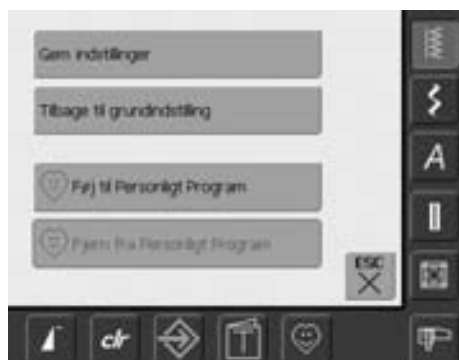 Gem indstillinger
Tilbage til grundindstilling
Føj til Personligt Program
Fjern fra Personligt Program
ESC
A
clr